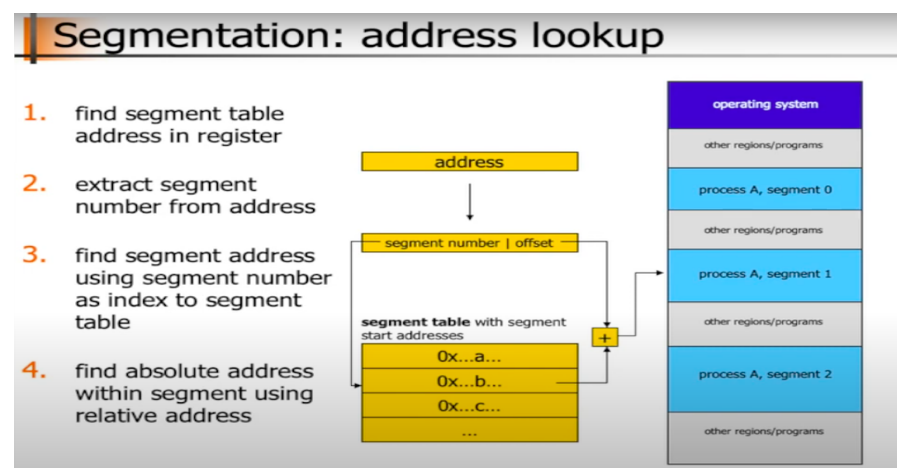 Segmentation: address lookup
1. find segment table
address in register
2. extract segment
number from address
3. find segment address
using segment number
as index to segment
table
4. find absolute address
within segment using
relative address
address
segment number | offset
segment table with segment
start addresses
0x...a...
0x...b...
0x...c...
...
+
operating system
other regions/programs
process A, segment 0
other regions/programs
process A, segment 1
other regions/programs
process A, segment 2
other regions/programs